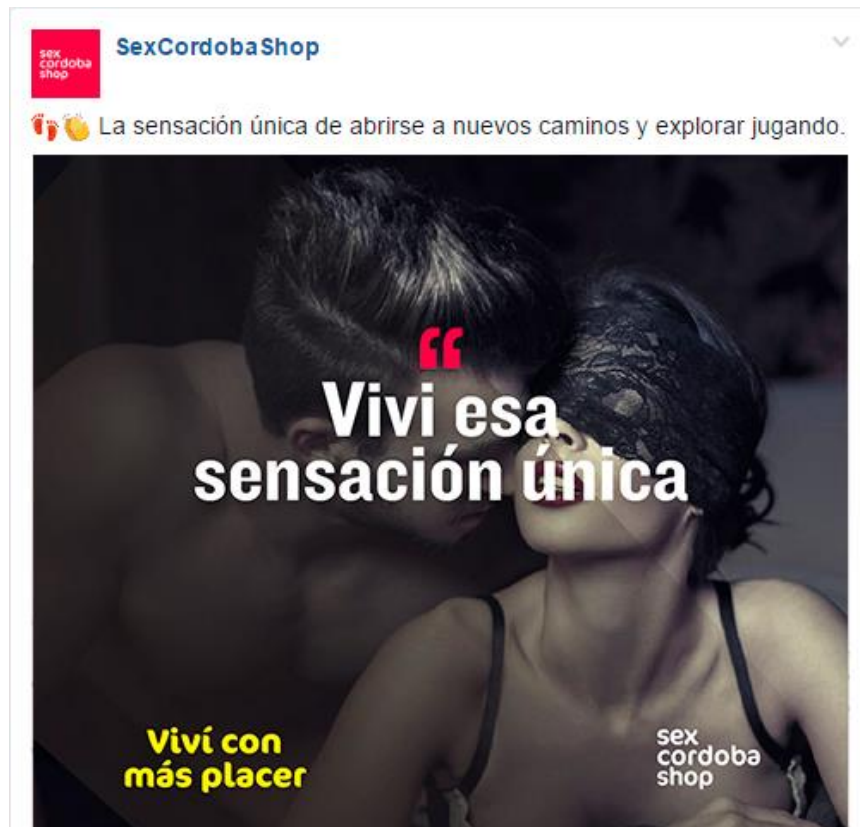 sex
cordoba
shop
SexCordobaShop
La sensación única de abrirse a nuevos caminos y explorar jugando.
“
Vivi esa
sensación única
Viví con
más placer
sex
cordoba
shop